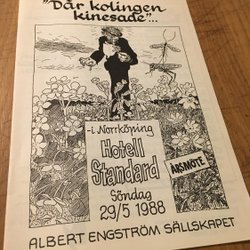 "Där kolingen
kinesade"...
-i Norrköping
Hotell
Standard
Söndag
29/5 1988
ÅRSMÖTE
ALBERT ENGSTRÖM SÄLLSKAPET